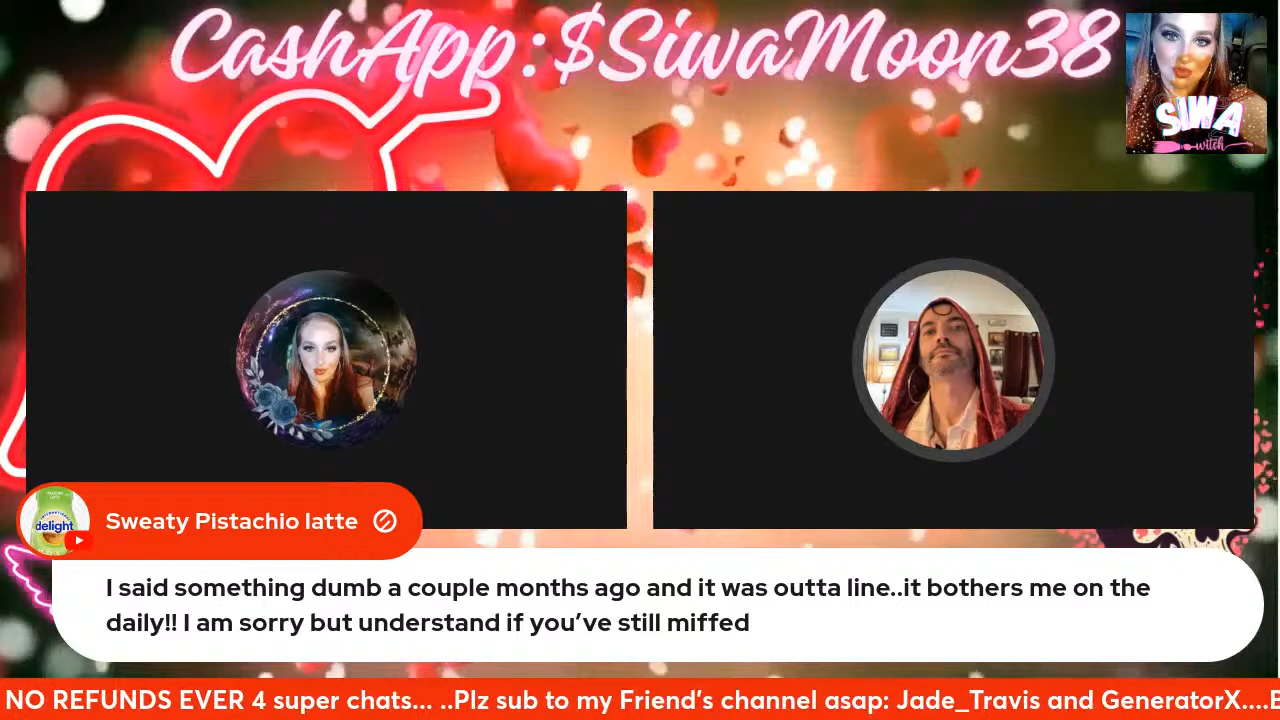 CashApp:$SiwaMoon38
SIWA
witch
INTERNATIONAL
delight
Sweaty Pistachio latte
I said something dumb a couple months ago and it was outta line..it bothers me on the
daily!! I am sorry but understand if you’ve still miffed
NO REFUNDS EVER 4 super chats... ..Plz sub to my Friend's channel asap: Jade_Travis and GeneratorX....